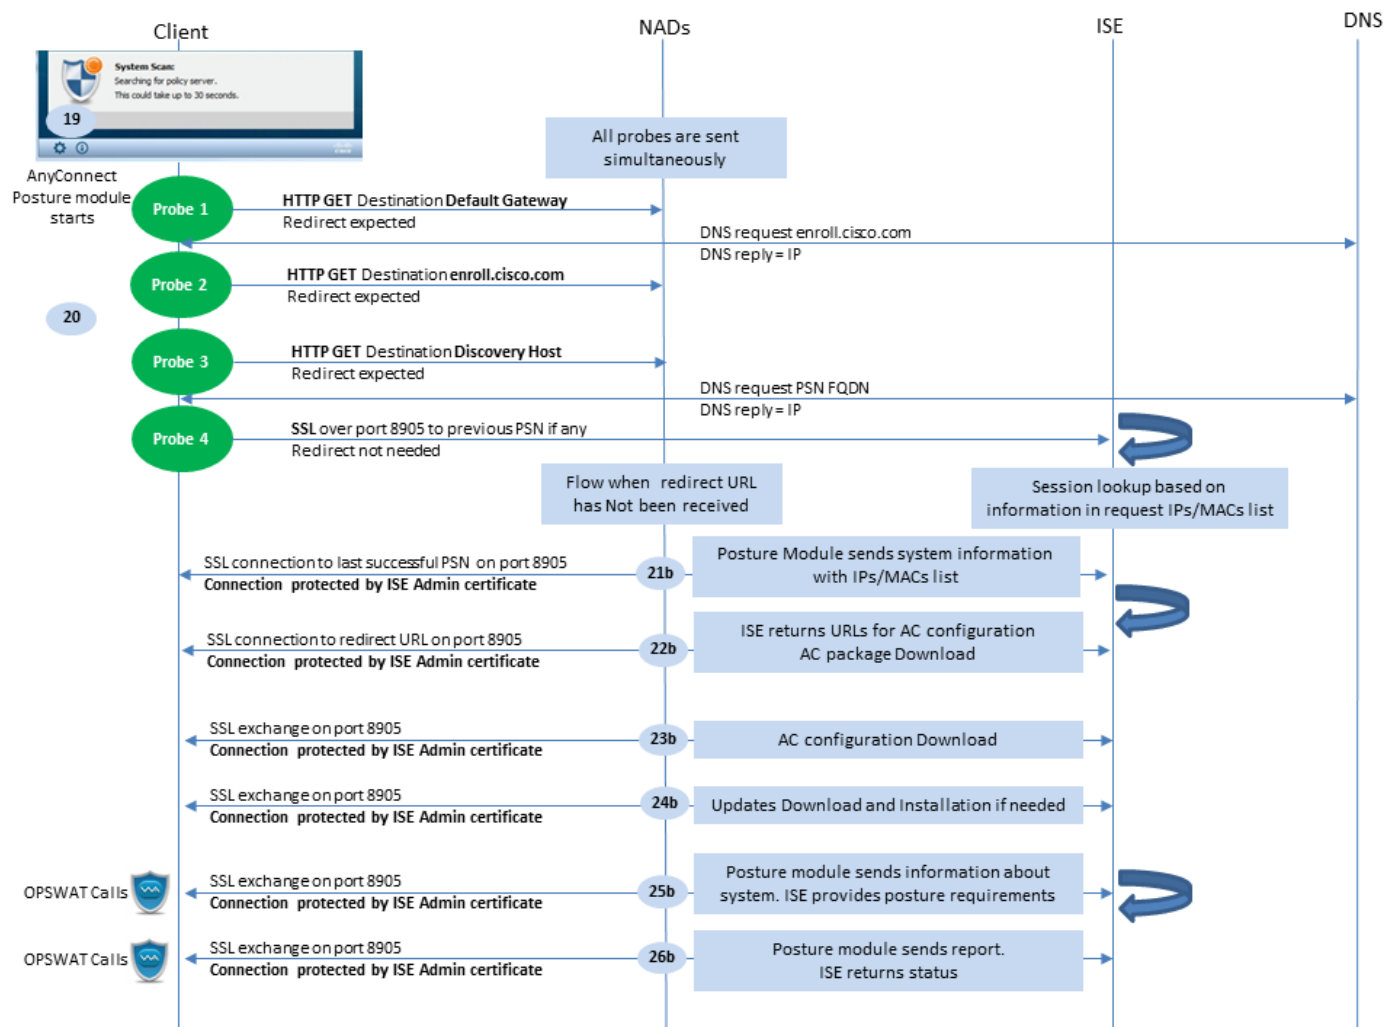 Client
NADs
ISE
DNS
System Scan:
Searching for policy server.
This could take up to 30 seconds.
19
All probes are sent
simultaneously
AnyConnect
Posture module
starts
Probe 1
HTTP GET Destination Default Gateway
Redirect expected
DNS request enroll.cisco.com
DNS reply = IP
Probe 2
HTTP GET Destination enroll.cisco.com
Redirect expected
20
Probe 3
HTTP GET Destination Discovery Host
Redirect expected
DNS request PSN FQDN
DNS reply = IP
Probe 4
SSL over port 8905 to previous PSN if any
Redirect not needed
Flow when redirect URL
has Not been received
Session lookup based on
information in request IPs/MACs list
SSL connection to last successful PSN on port 8905
Connection protected by ISE Admin certificate
21b
Posture Module sends system information
with IPs/MACs list
SSL connection to redirect URL on port 8905
Connection protected by ISE Admin certificate
22b
ISE returns URLs for AC configuration
AC package Download
SSL exchange on port 8905
Connection protected by ISE Admin certificate
23b
AC configuration Download
SSL exchange on port 8905
Connection protected by ISE Admin certificate
24b
Updates Download and Installation if needed
OPSWAT Calls
SSL exchange on port 8905
Connection protected by ISE Admin certificate
25b
Posture module sends information about
system. ISE provides posture requirements
OPSWAT Calls
SSL exchange on port 8905
Connection protected by ISE Admin certificate
26b
Posture module sends report.
ISE returns status